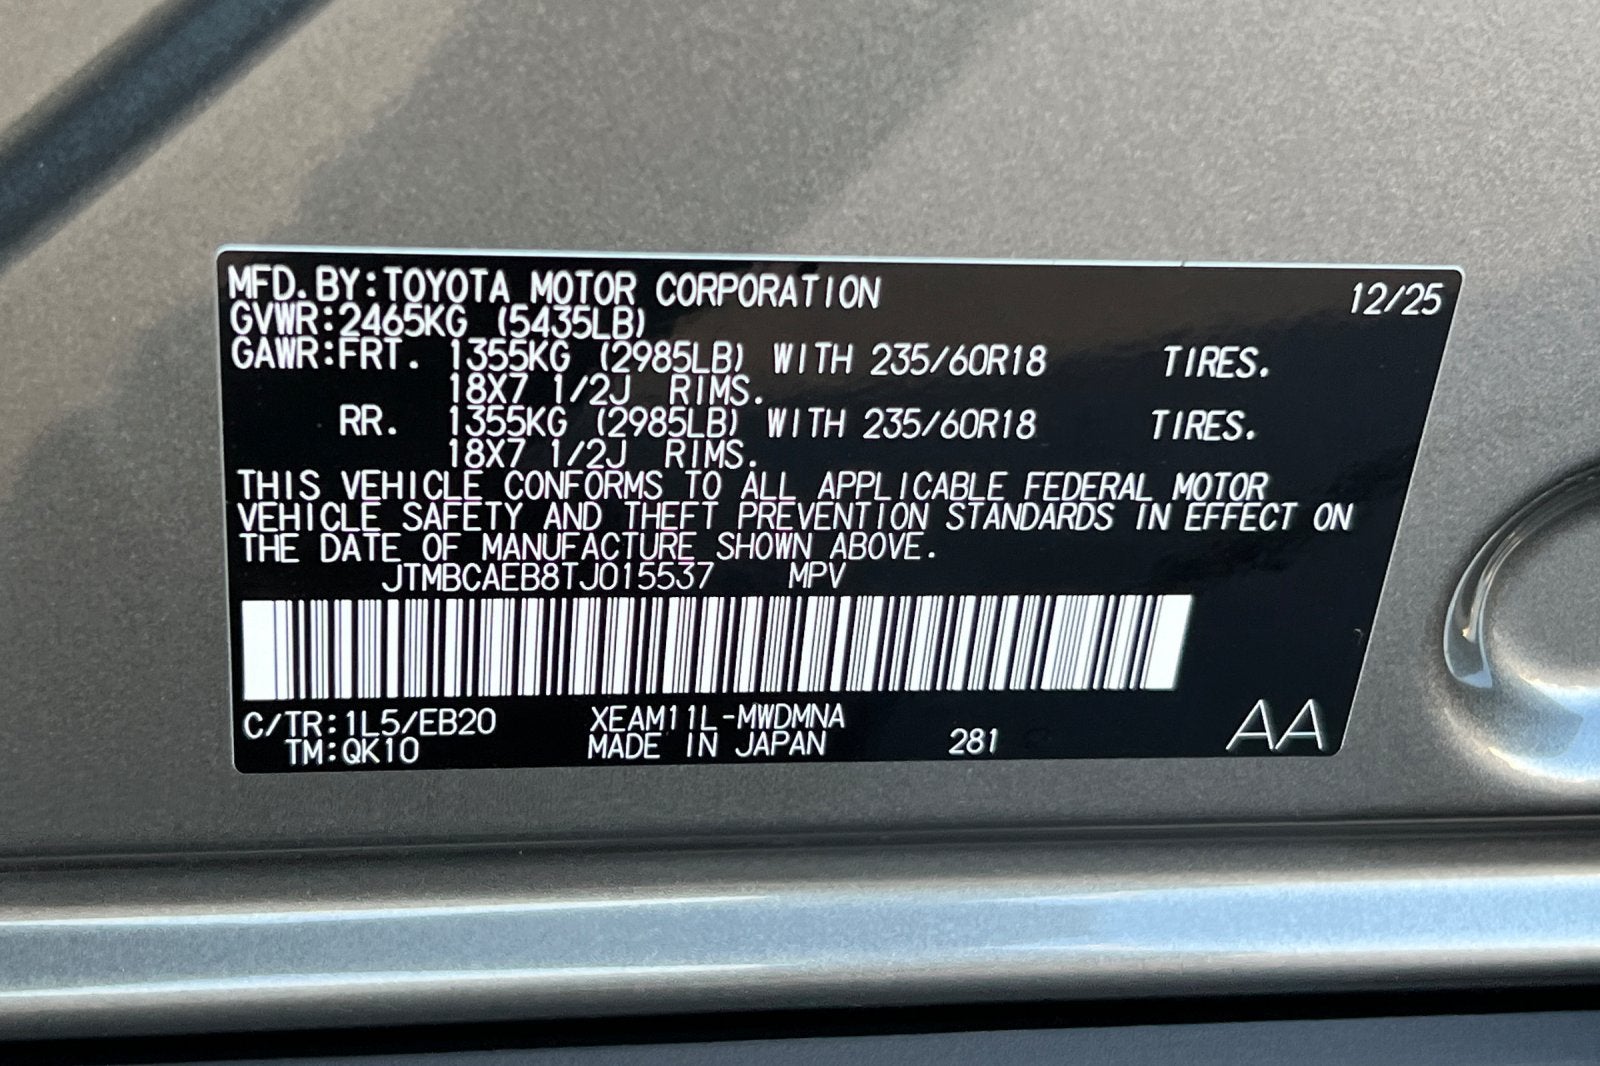 MFD.BY:TOYOTA MOTOR CORPORATION 12/25
GVWR:2465KG (5435LB)
GAWR:FRT. 1355KG (2985LB) WITH 235/60R18 TIRES.
18X7 1/2J RIMS.
RR. 1355KG (2985LB) WITH 235/60R18 TIRES.
18X7 1/2J RIMS.
THIS VEHICLE CONFORMS TO ALL APPLICABLE FEDERAL MOTOR
VEHICLE SAFETY AND THEFT PREVENTION STANDARDS IN EFFECT ON
THE DATE OF MANUFACTURE SHOWN ABOVE.
JTMBCAEB8TJ015537 MPV
C/TR:1L5/EB20 XEAM11L-MWDMNA
TM:QK10 MADE IN JAPAN 281 AA